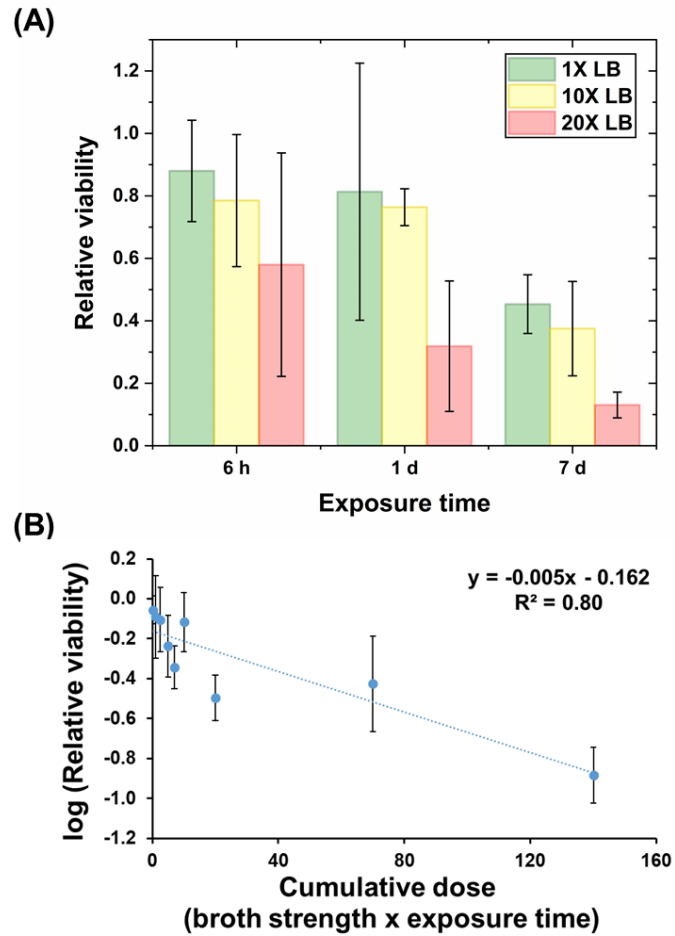 (A)
1.2
1.0
0.8
0.6
0.4
0.2
0.0
Relative viability
1X LB
10X LB
20X LB
6 h
1 d
7 d
Exposure time
(B)
0.2
0.0
-0.2
-0.4
-0.6
-0.8
-1.0
-1.2
log (Relative viability)
y = -0.005x - 0.162
R² = 0.80
0
40
80
120
160
Cumulative dose
(broth strength x exposure time)